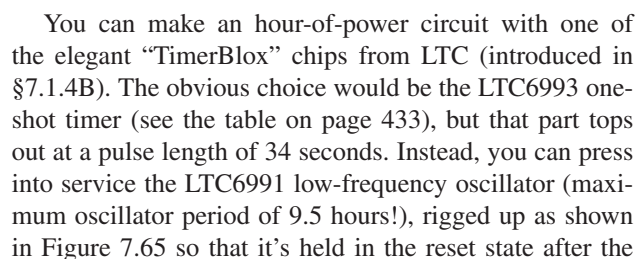 You can make an hour-of-power circuit with one of
the elegant “TimerBlox” chips from LTC (introduced in
§7.1.4B). The obvious choice would be the LTC6993 one-
shot timer (see the table on page 433), but that part tops
out at a pulse length of 34 seconds. Instead, you can press
into service the LTC6991 low-frequency oscillator (maxi-
mum oscillator period of 9.5 hours!), rigged up as shown
in Figure 7.65 so that it’s held in the reset state after the